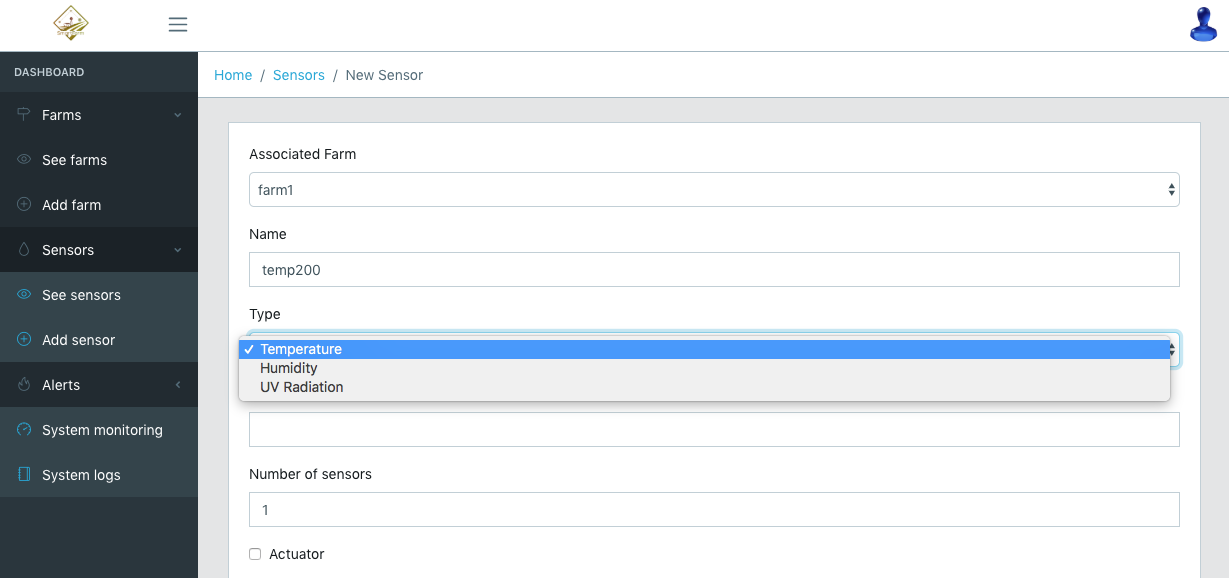 DASHBOARD
Farms
See farms
Add farm
Sensors
See sensors
Add sensor
Alerts
System monitoring
System logs
Home / Sensors / New Sensor
Associated Farm
farm1
Name
temp200
Type
✓ Temperature
Humidity
UV Radiation
Number of sensors
1
Actuator